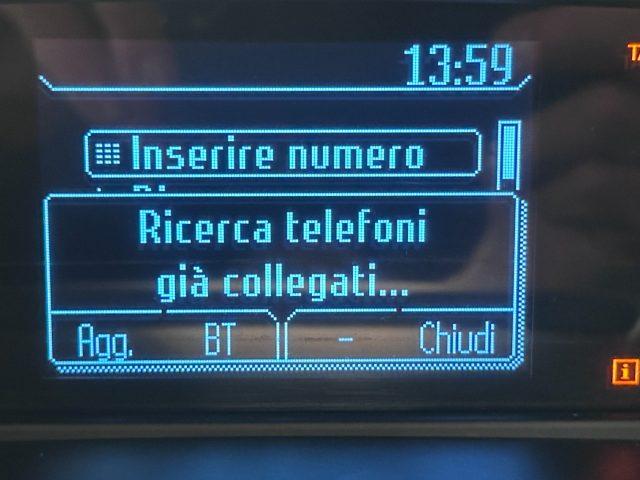 13:59
Inserire numero
Ricerca telefoni
già collegati...
Agg. BT - Chiudi
i